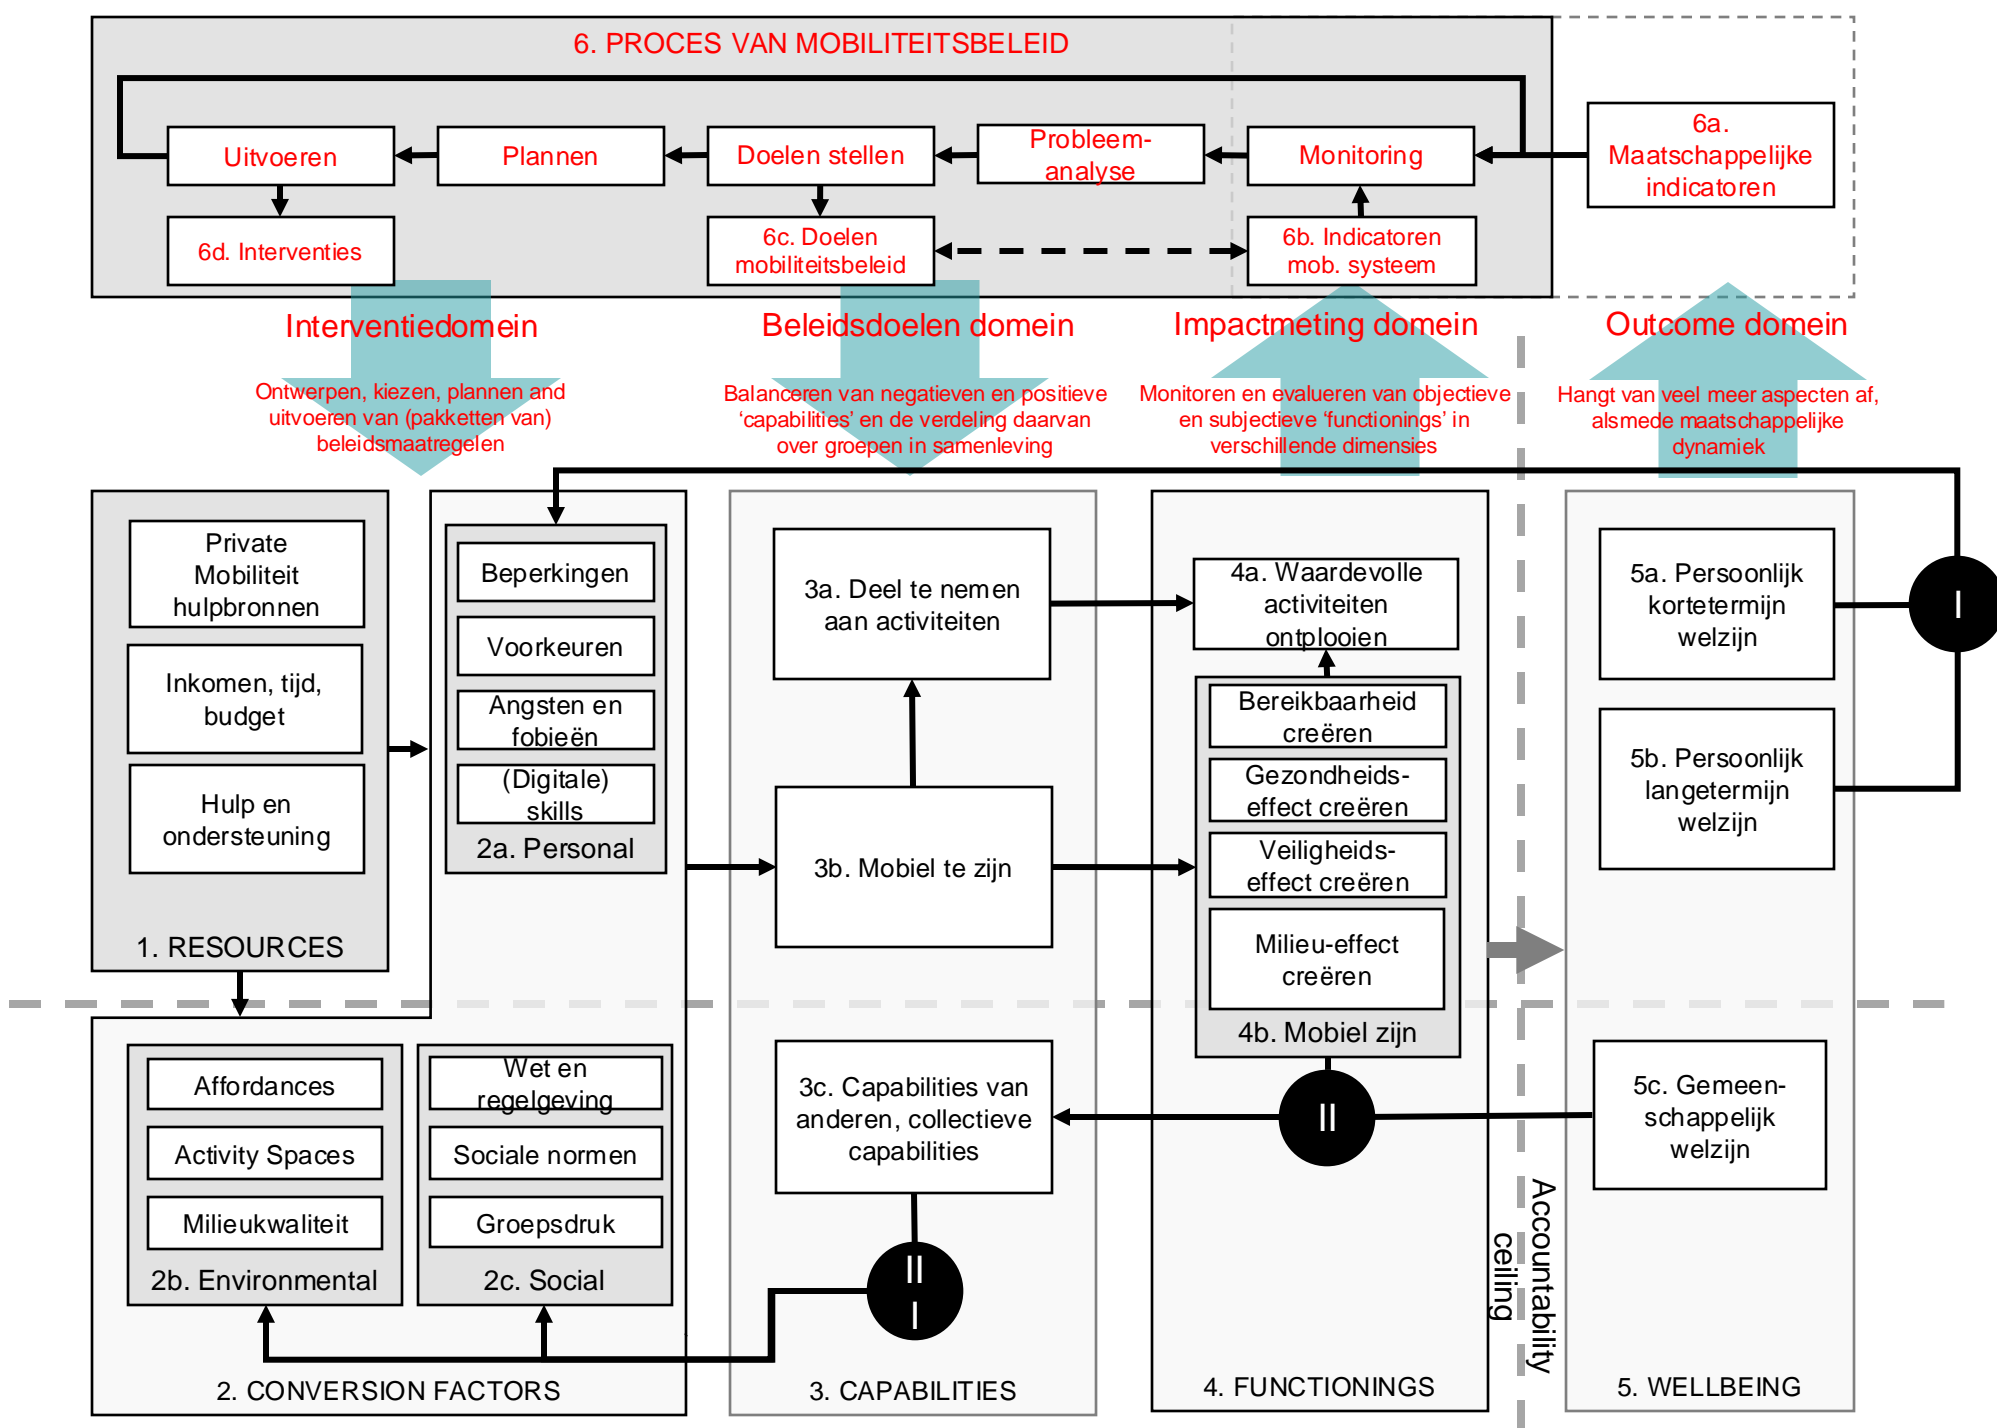 6. PROCES VAN MOBILITEITSBELEID
Uitvoeren
Plannen
Doelen stellen
Probleem-
analyse
Monitoring
6a.
Maatschappelijke
indicatoren
6d. Interventies
6c. Doelen
mobiliteitsbeleid
6b. Indicatoren
mob. systeem
Interventiedomein
Ontwerpen, kiezen, plannen and
uitvoeren van (pakketten van)
beleidsmaatregelen
Beleidsdoelen domein
Balanceren van negatieven en positieve
‘capabilities’ en de verdeling daarvan
over groepen in samenleving
Impactmeting domein
Monitoren en evalueren van objectieve
en subjectieve ‘functionings’ in
verschillende dimensies
Outcome domein
Hangt van veel meer aspecten af,
alsmede maatschappelijke
dynamiek
Private
Mobiliteit
hulpbronnen
Inkomen, tijd,
budget
Hulp en
ondersteuning
1. RESOURCES
Beperkingen
Voorkeuren
Angsten en
fobieën
(Digitale)
skills
2a. Personal
Affordances
Activity Spaces
Milieukwaliteit
2b. Environmental
Wet en
regelgeving
Sociale normen
Groepsdruk
2c. Social
2. CONVERSION FACTORS
3a. Deel te nemen
aan activiteiten
3b. Mobiel te zijn
3c. Capabilities van
anderen, collectieve
capabilities
II
I
3. CAPABILITIES
4a. Waardevolle
activiteiten
ontplooien
Bereikbaarheid
creëren
Gezondheids-
effect creëren
Veiligheids-
effect creëren
Milieu-effect
creëren
4b. Mobiel zijn
II
4. FUNCTIONINGS
Accountability
ceiling
5a. Persoonlijk
kortetermijn
welzijn
5b. Persoonlijk
langetermijn
welzijn
I
5c. Gemeen-
schappelijk
welzijn
5. WELLBEING